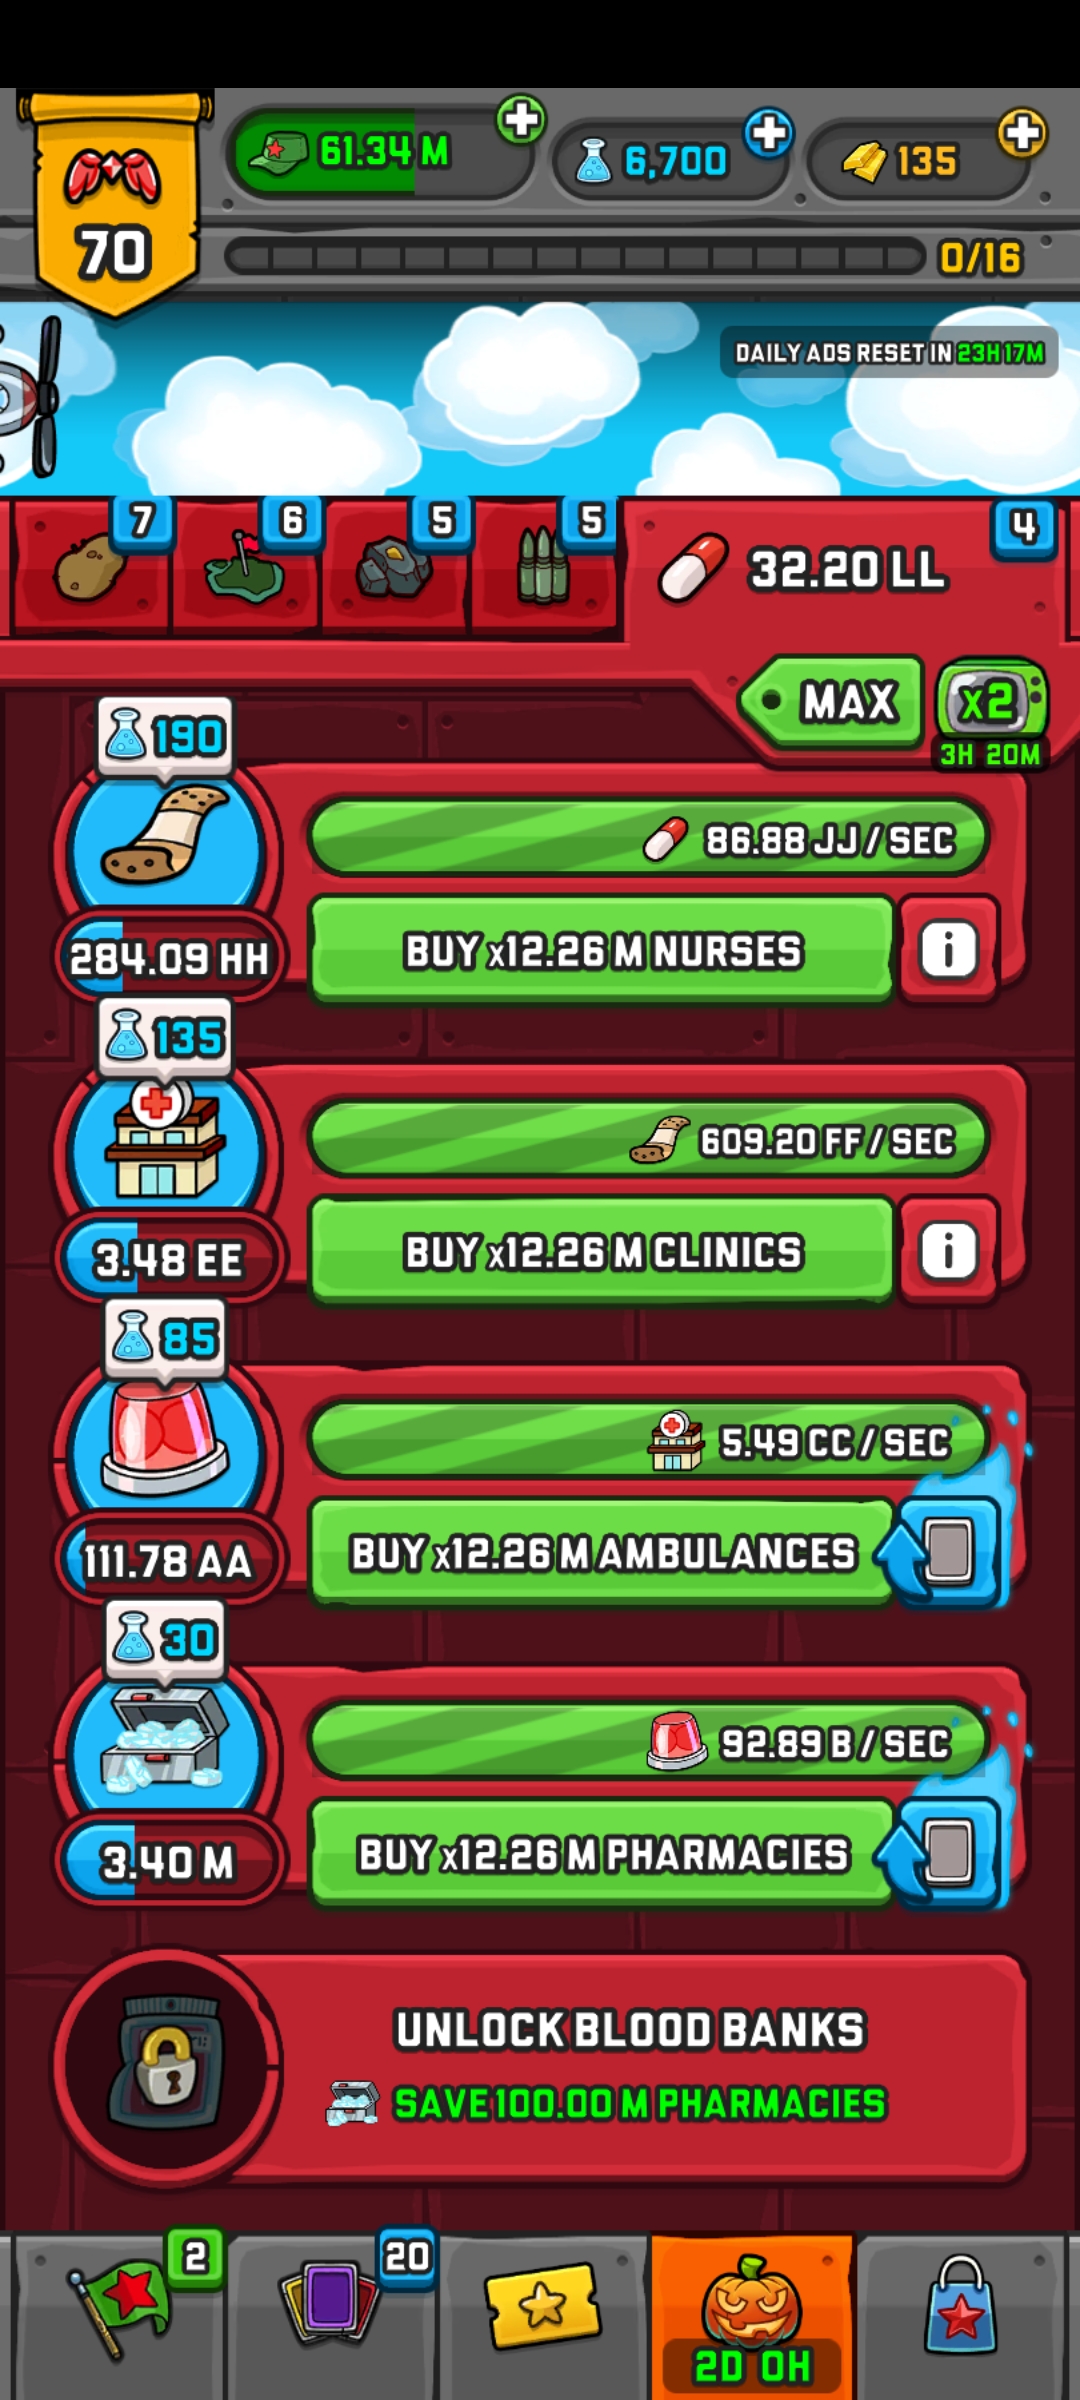 70
61.34 M
6,700
135
0/16
DAILY ADS RESET IN 23H 17M
7
6
5
5
32.20 LL
4
MAX
x2
3H 20M
190
86.88 JJ / SEC
284.09 HH
BUY x12.26 M NURSES
i
135
609.20 FF / SEC
3.48 EE
BUY x12.26 M CLINICS
i
85
5.49 CC / SEC
111.78 AA
BUY x12.26 M AMBULANCES
30
92.89 B / SEC
3.40 M
BUY x12.26 M PHARMACIES
UNLOCK BLOOD BANKS
SAVE 100.00 M PHARMACIES
2
20
2D 0H